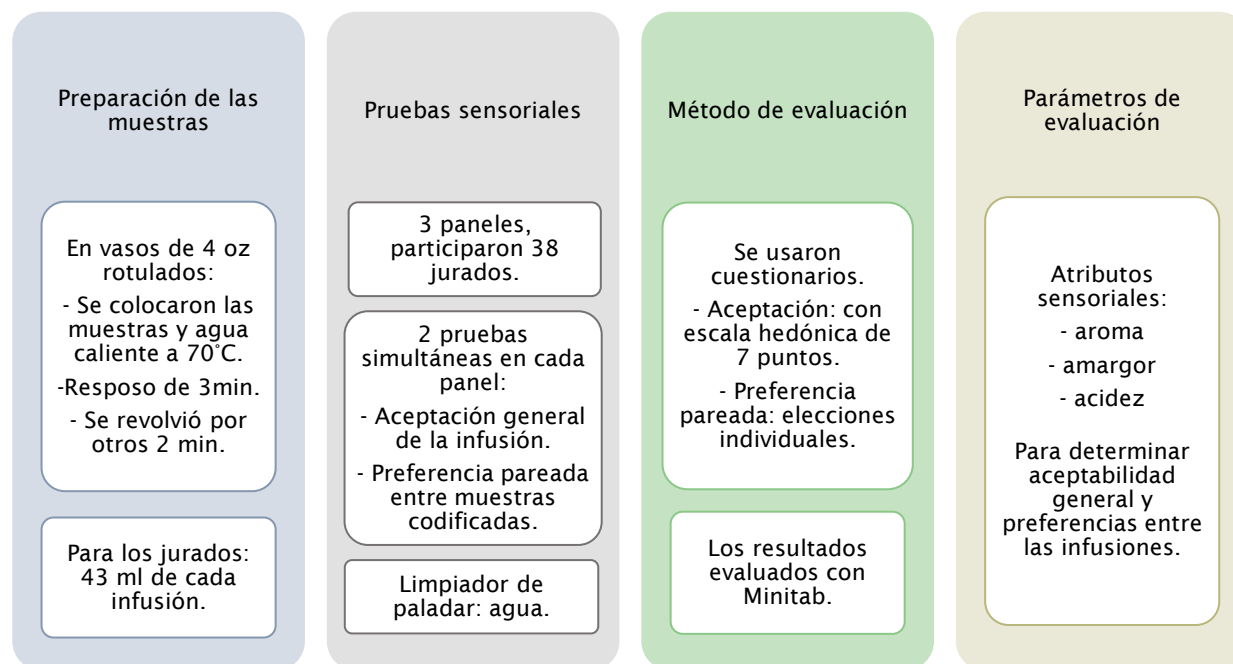 Preparación de las
muestras
En vasos de 4 oz
rotulados:
- Se colocaron las
muestras y agua
caliente a 70°C.
-Resposo de 3min.
- Se revolvió por
otros 2 min.
Para los jurados:
43 ml de cada
infusión.
Pruebas sensoriales
3 paneles,
participaron 38
jurados.
2 pruebas
simultáneas en cada
panel:
- Aceptación general
de la infusión.
- Preferencia pareada
entre muestras
codificadas.
Limpiador de
paladar: agua.
Método de evaluación
Se usaron
cuestionarios.
- Aceptación: con
escala hedónica de
7 puntos.
- Preferencia
pareada: elecciones
individuales.
Los resultados
evaluados con
Minitab.
Parámetros de
evaluación
Atributos
sensoriales:
- aroma
- amargor
- acidez
Para determinar
aceptabilidad
general y
preferencias entre
las infusiones.